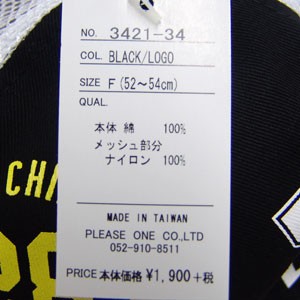 NO. 3421-34
COL. BLACK/LOGO
SIZE F(52～54cm)
QUAL.
本体 綿 100%
メッシュ部分
ナイロン 100%
MADE IN TAIWAN
PLEASE ONE CO.,LTD
052-910-8511
PRICE 本体価格 ¥1,900+税